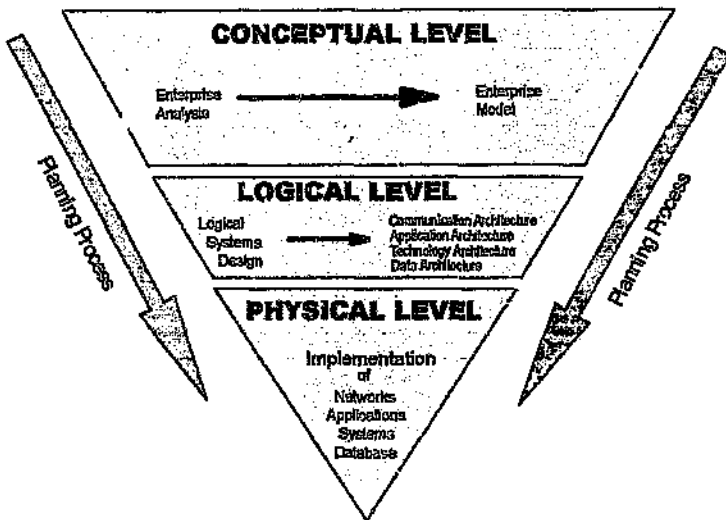 CONCEPTUAL LEVEL
Enterprise
Analysis
Enterprise
Model
LOGICAL LEVEL
Logical
Systems
Design
Communication Architecture
Application Architecture
Technology Architecture
Data Architecture
PHYSICAL LEVEL
Implementation
of
Networks
Applications
Systems
Database
Planning Process
Planning Process